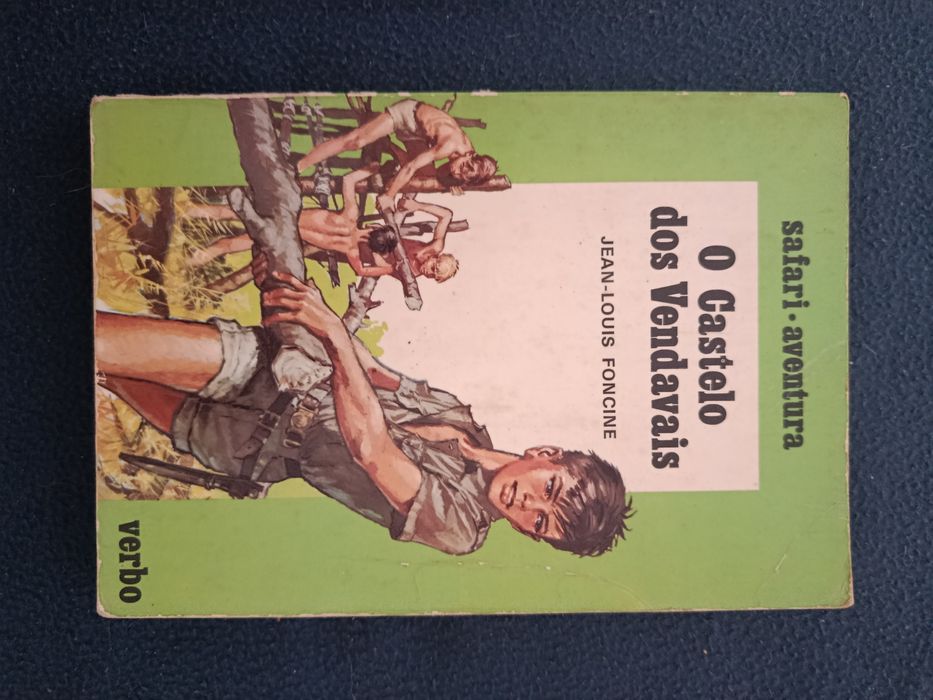 safari • aventura
O Castelo
dos Vendavais
JEAN-LOUIS FONCINE
verbo